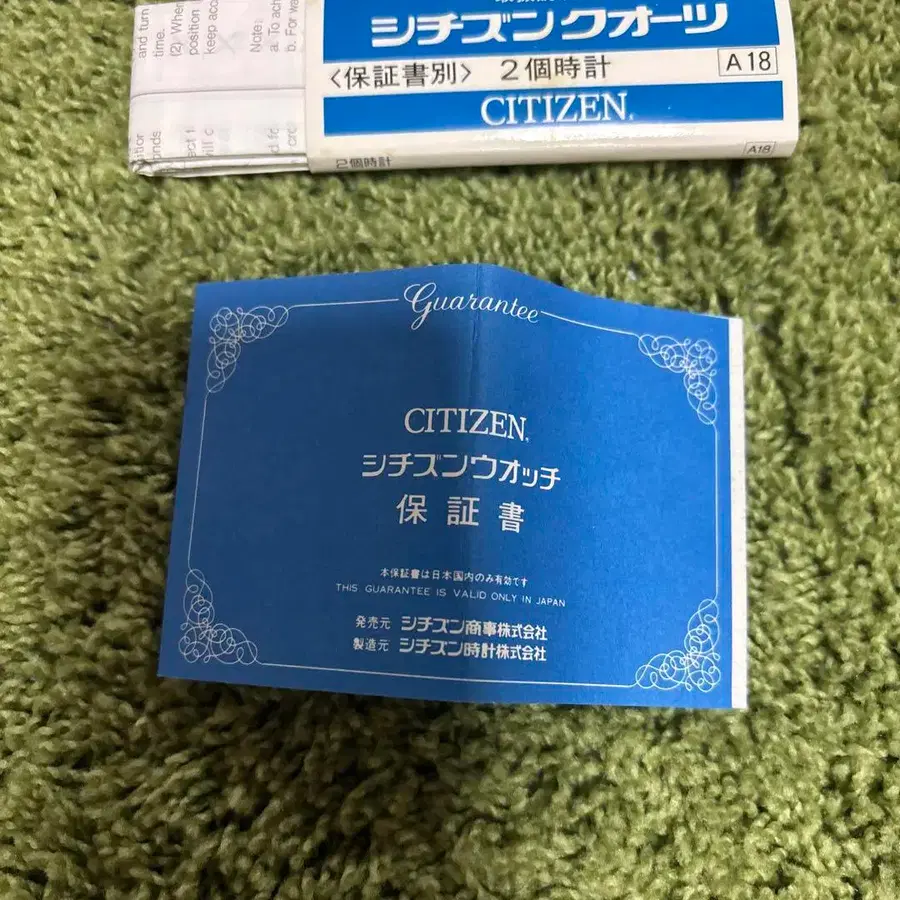 and turn
time.
(2). When
position
keep acc
Note:
a. To ach
b. For wa
シチズンクオーツ
〈保証書別〉 2個時計
A18
CITIZEN.
2個時計
A18
Guarantee
CITIZEN.
シチズンウオッチ
保証書
本保証書は日本国内のみ有効です
THIS GUARANTEE IS VALID ONLY IN JAPAN
発売元 シチズン商事株式会社
製造元 シチズン時計株式会社